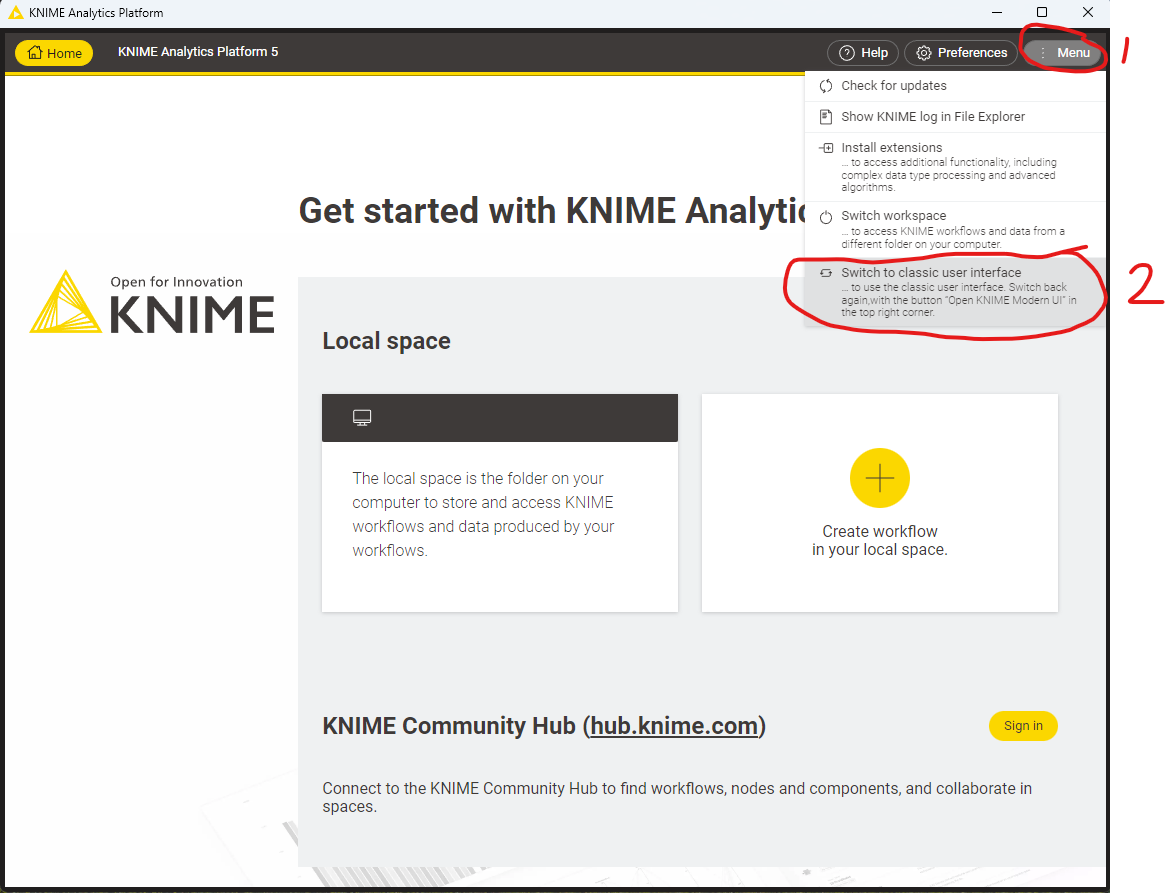 KNIME Analytics Platform
Home
KNIME Analytics Platform 5
Help
Preferences
Menu
1
Check for updates
Show KNIME log in File Explorer
Install extensions
... to access additional functionality, including
complex data type processing and advanced
algorithms.
Switch workspace
... to access KNIME workflows and data from a
different folder on your computer.
Switch to classic user interface
... to use the classic user interface. Switch back
again,with the button "Open KNIME Modern UI" in
the top right corner.
2
Get started with KNIME Analytic
Open for Innovation
KNIME
Local space
The local space is the folder on your
computer to store and access KNIME
workflows and data produced by your
workflows.
Create workflow
in your local space.
KNIME Community Hub (hub.knime.com)
Sign in
Connect to the KNIME Community Hub to find workflows, nodes and components, and collaborate in
spaces.